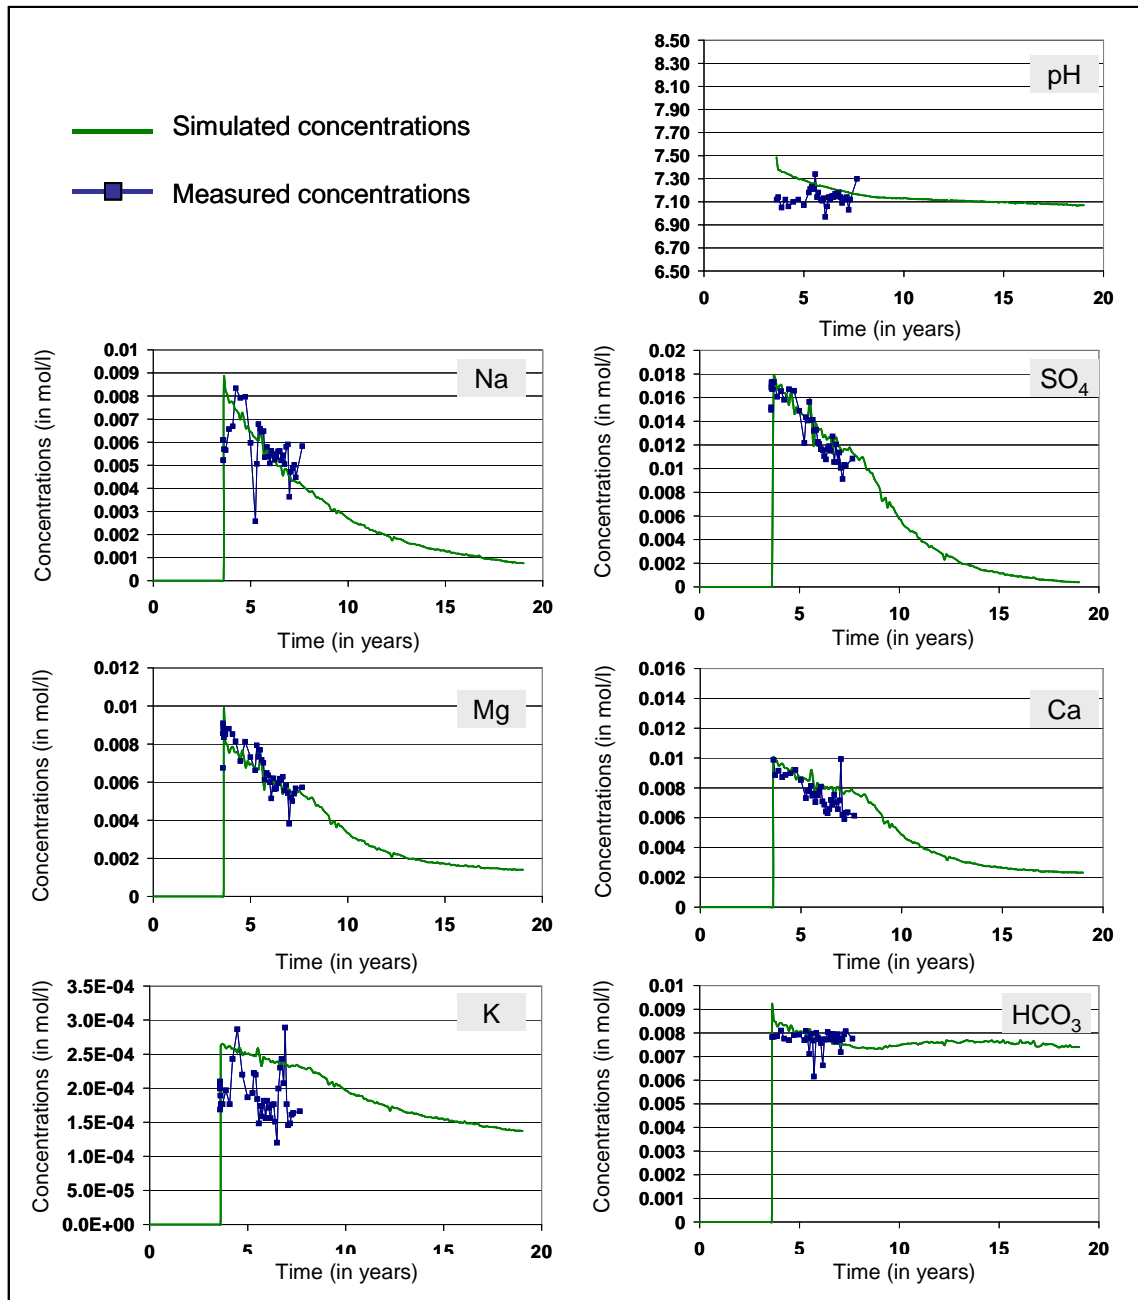 Simulated concentrations
Measured concentrations
pH
8.50
8.30
8.10
7.90
7.70
7.50
7.30
7.10
6.90
6.70
6.50
0 5 10 15 20
Time (in years)
Concentrations (in mol/l)
Na
0.01
0.009
0.008
0.007
0.006
0.005
0.004
0.003
0.002
0.001
0
0 5 10 15 20
Time (in years)
Concentrations (in mol/l)
SO4
0.02
0.018
0.016
0.014
0.012
0.01
0.008
0.006
0.004
0.002
0
0 5 10 15 20
Time (in years)
Concentrations (in mol/l)
Mg
0.012
0.01
0.008
0.006
0.004
0.002
0
0 5 10 15 20
Time (in years)
Concentrations (in mol/l)
Ca
0.016
0.014
0.012
0.01
0.008
0.006
0.004
0.002
0
0 5 10 15 20
Time (in years)
Concentrations (in mol/l)
K
3.5E-04
3.0E-04
2.5E-04
2.0E-04
1.5E-04
1.0E-04
5.0E-05
0.0E+00
0 5 10 15 20
Time (in years)
Concentrations (in mol/l)
HCO3
0.01
0.009
0.008
0.007
0.006
0.005
0.004
0.003
0.002
0.001
0
0 5 10 15 20
Time (in years)